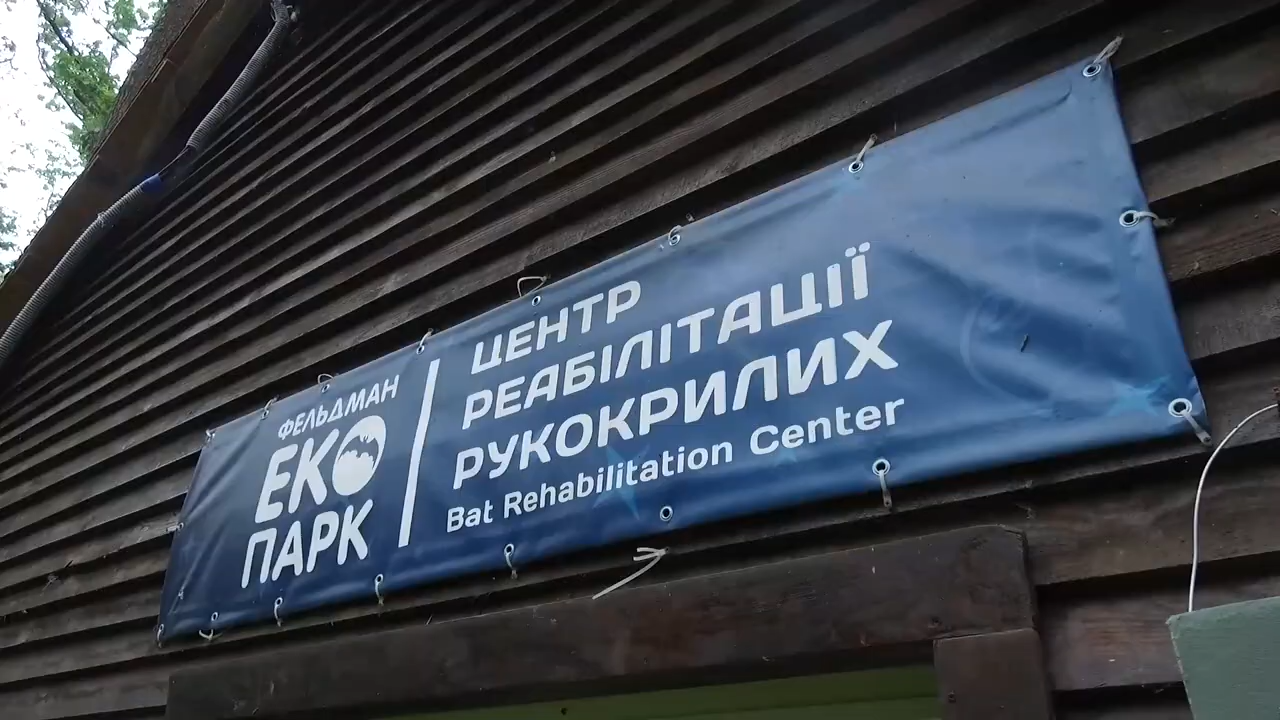 ФЕЛЬДМАН
ЕКО
ПАРК
ЦЕНТР
РЕАБІЛІТАЦІЇ
РУКОКРИЛИХ
Bat Rehabilitation Center